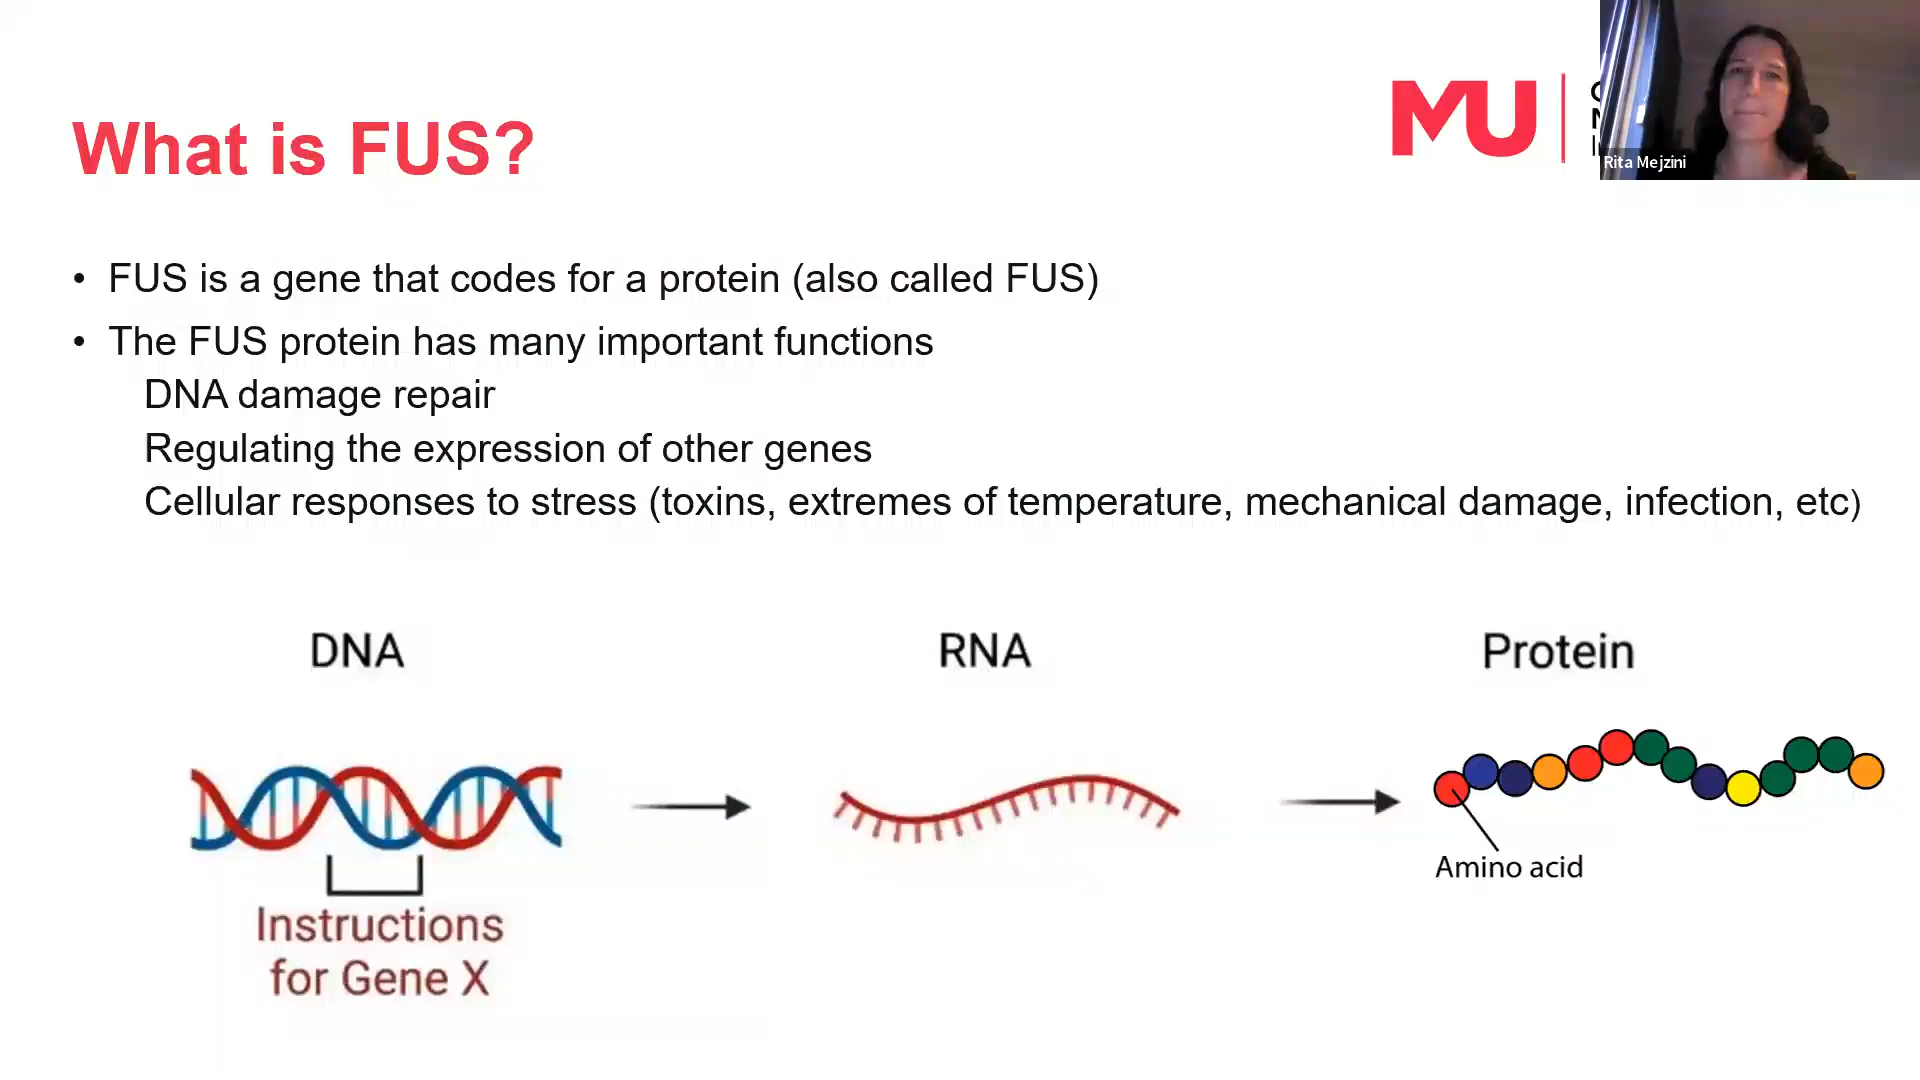 What is FUS?
MU
Rita Mejzini
• FUS is a gene that codes for a protein (also called FUS)
• The FUS protein has many important functions
DNA damage repair
Regulating the expression of other genes
Cellular responses to stress (toxins, extremes of temperature, mechanical damage, infection, etc)
DNA
RNA
Protein
Amino acid
Instructions
for Gene X